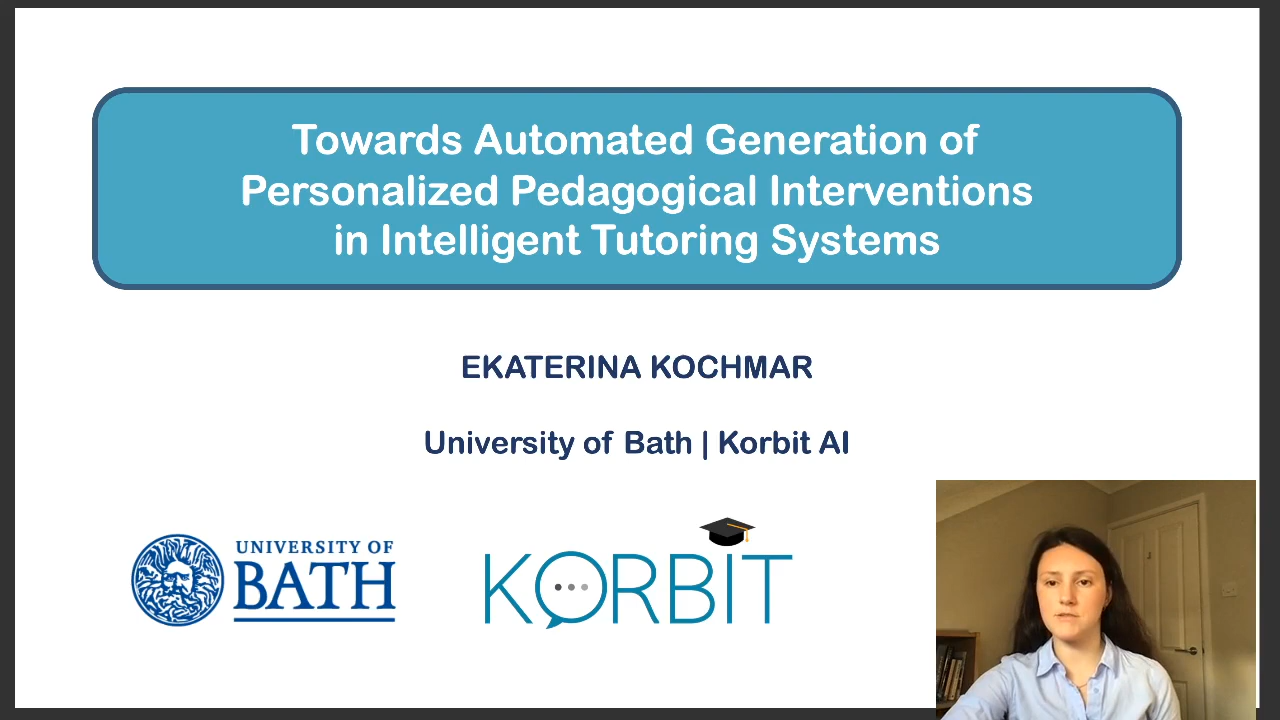 Towards Automated Generation of
Personalized Pedagogical Interventions
in Intelligent Tutoring Systems
EKATERINA KOCHMAR
University of Bath | Korbit AI
UNIVERSITY OF
BATH
KORBIT